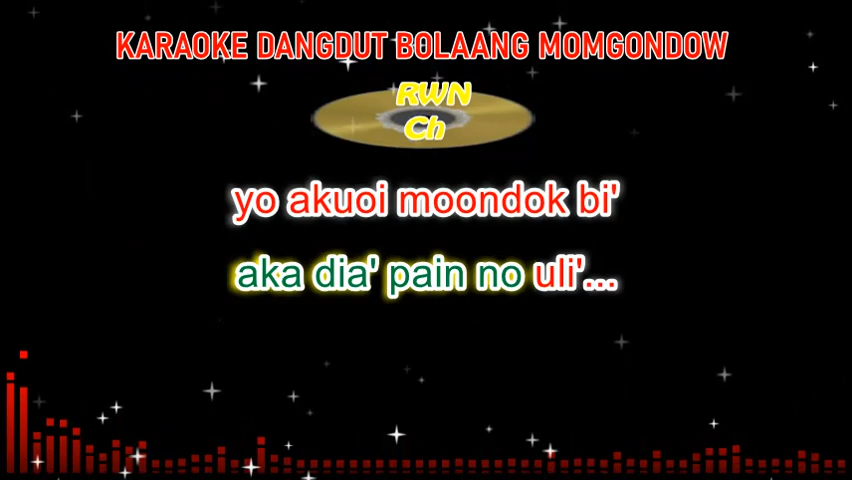 KARAOKE DANGDUT BOLAANG MOMGONDOW
RWN
Ch
yo akuoi moondok bi'
aka dia' pain no uli'...